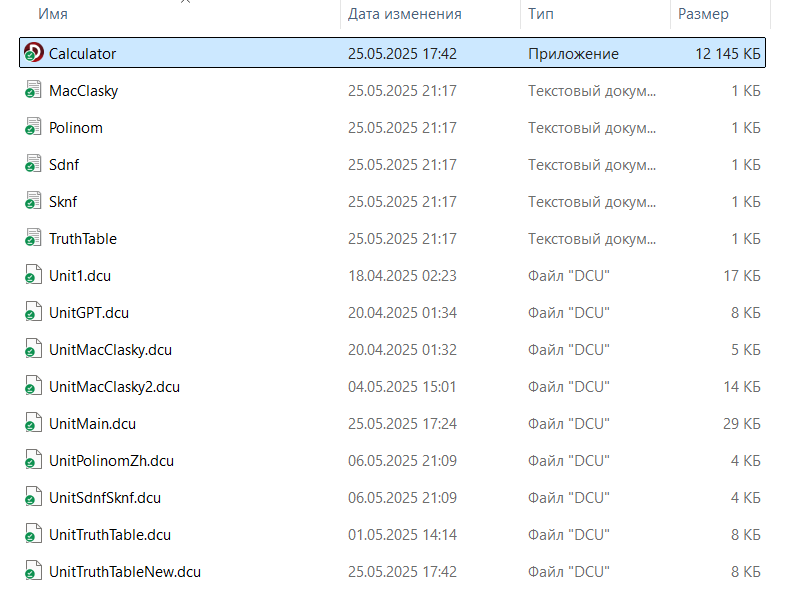 Имя Дата изменения Тип Размер
Calculator 25.05.2025 17:42 Приложение 12 145 КБ
MacClasky 25.05.2025 21:17 Текстовый докум... 1 КБ
Polinom 25.05.2025 21:17 Текстовый докум... 1 КБ
Sdnf 25.05.2025 21:17 Текстовый докум... 1 КБ
Sknf 25.05.2025 21:17 Текстовый докум... 1 КБ
TruthTable 25.05.2025 21:17 Текстовый докум... 1 КБ
Unit1.dcu 18.04.2025 02:23 Файл "DCU" 17 КБ
UnitGPT.dcu 20.04.2025 01:34 Файл "DCU" 8 КБ
UnitMacClasky.dcu 20.04.2025 01:32 Файл "DCU" 5 КБ
UnitMacClasky2.dcu 04.05.2025 15:01 Файл "DCU" 14 КБ
UnitMain.dcu 25.05.2025 17:24 Файл "DCU" 29 КБ
UnitPolinomZh.dcu 06.05.2025 21:09 Файл "DCU" 4 КБ
UnitSdnfSknf.dcu 06.05.2025 21:09 Файл "DCU" 4 КБ
UnitTruthTable.dcu 01.05.2025 14:14 Файл "DCU" 8 КБ
UnitTruthTableNew.dcu 25.05.2025 17:42 Файл "DCU" 8 КБ